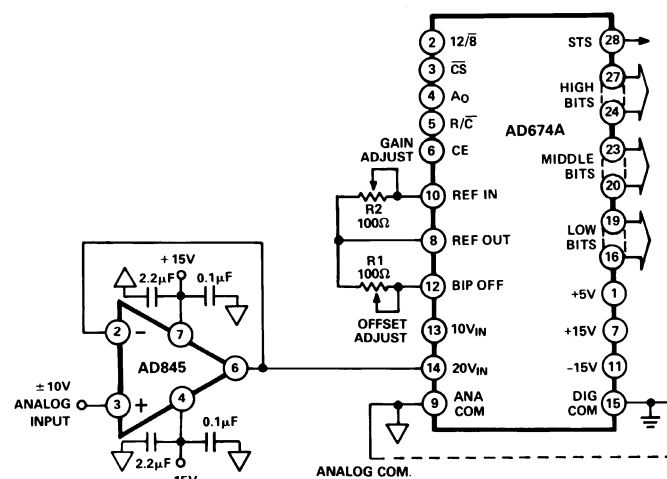 2 12/8̅
3 C̅S̅
4 A₀
5 R/C̅
6 CE
GAIN
ADJUST
R2
100Ω
10 REF IN
8 REF OUT
R1
100Ω
12 BIP OFF
OFFSET
ADJUST
13 10V_IN
14 20V_IN
9 ANA
COM
AD674A
STS 28
27
HIGH
BITS
24
23
MIDDLE
BITS
20
19
LOW
BITS
16
+5V 1
+15V 7
−15V 11
DIG
COM 15
+15V
2.2μF 0.1μF
2 −
7
AD845
6
±10V
ANALOG
INPUT
3 +
4
0.1μF
2.2μF
ANALOG COM.